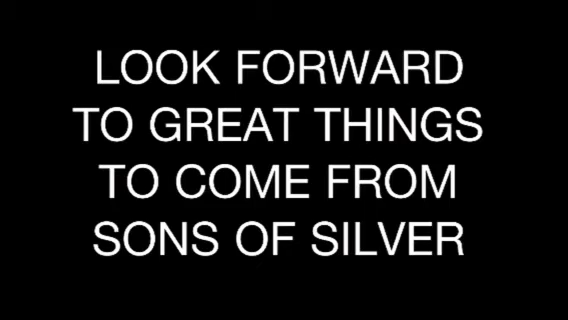 LOOK FORWARD
TO GREAT THINGS
TO COME FROM
SONS OF SILVER